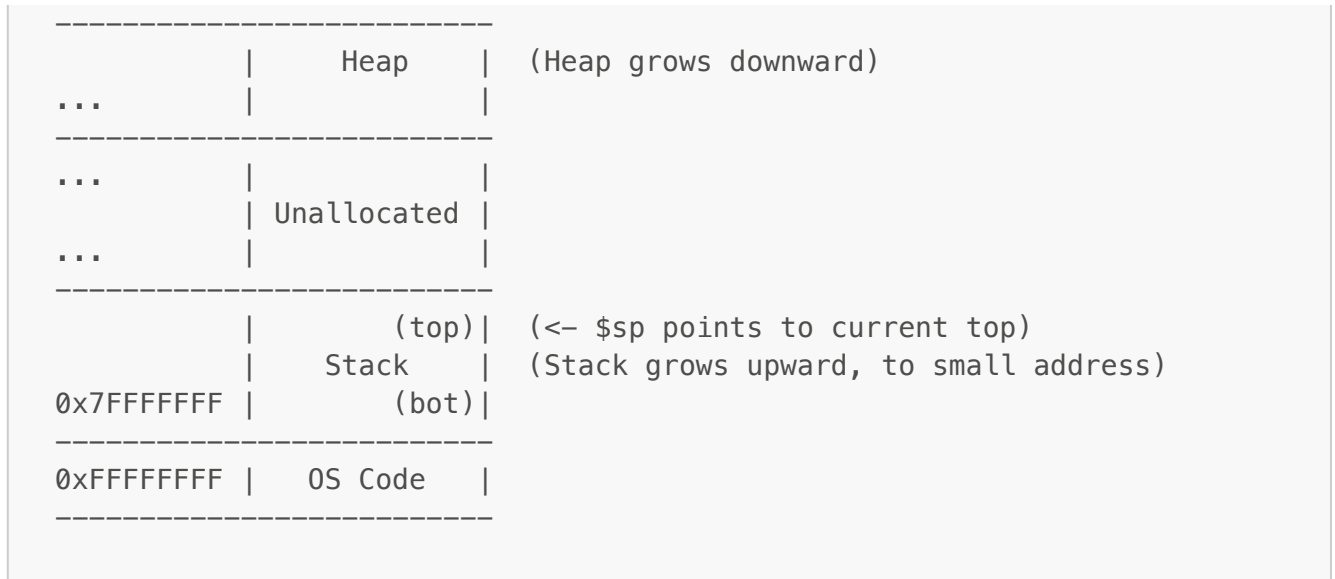 --------------------------
           |     Heap    |  (Heap grows downward)
...        |             |
--------------------------
...        |             |
           | Unallocated |
...        |             |
--------------------------
           |        (top)|  (<- $sp points to current top)
           |    Stack    |  (Stack grows upward, to small address)
0x7FFFFFFF |        (bot)|
--------------------------
0xFFFFFFFF |   OS Code   |
--------------------------